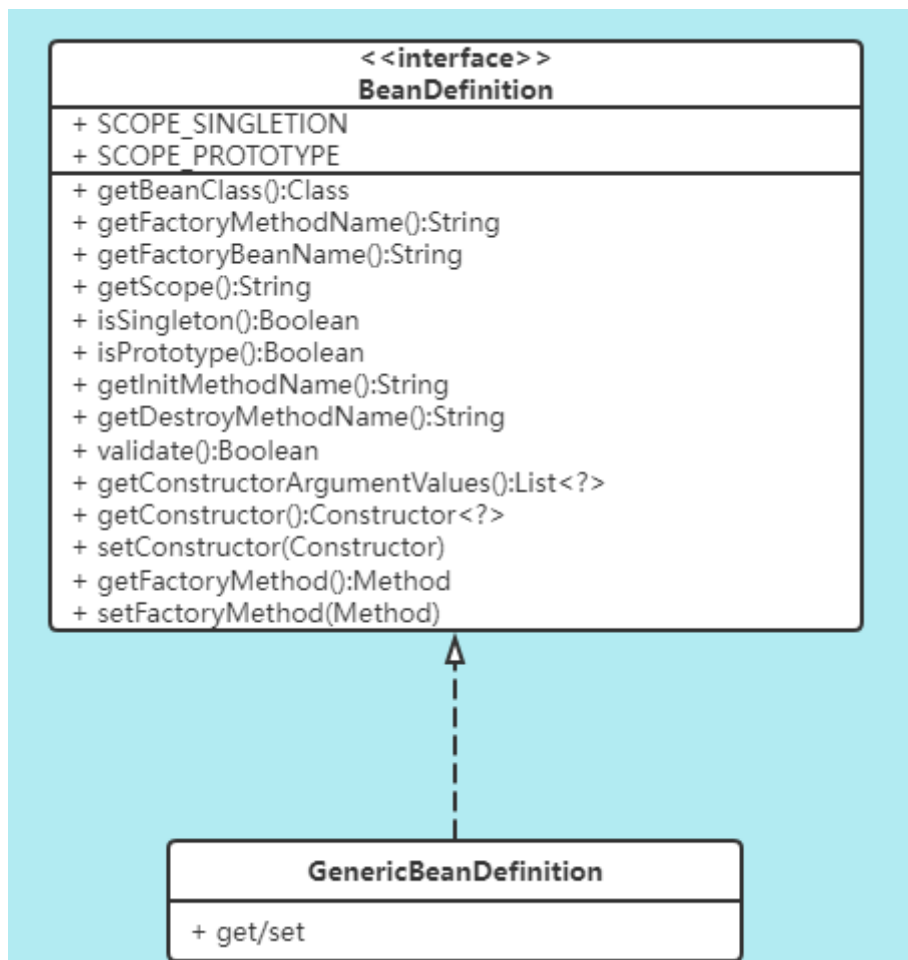 <<interface>>
BeanDefinition
+ SCOPE_SINGLETION
+ SCOPE_PROTOTYPE
+ getBeanClass():Class
+ getFactoryMethodName():String
+ getFactoryBeanName():String
+ getScope():String
+ isSingleton():Boolean
+ isPrototype():Boolean
+ getInitMethodName():String
+ getDestroyMethodName():String
+ validate():Boolean
+ getConstructorArgumentValues():List<?>
+ getConstructor():Constructor<?>
+ setConstructor(Constructor)
+ getFactoryMethod():Method
+ setFactoryMethod(Method)
GenericBeanDefinition
+ get/set